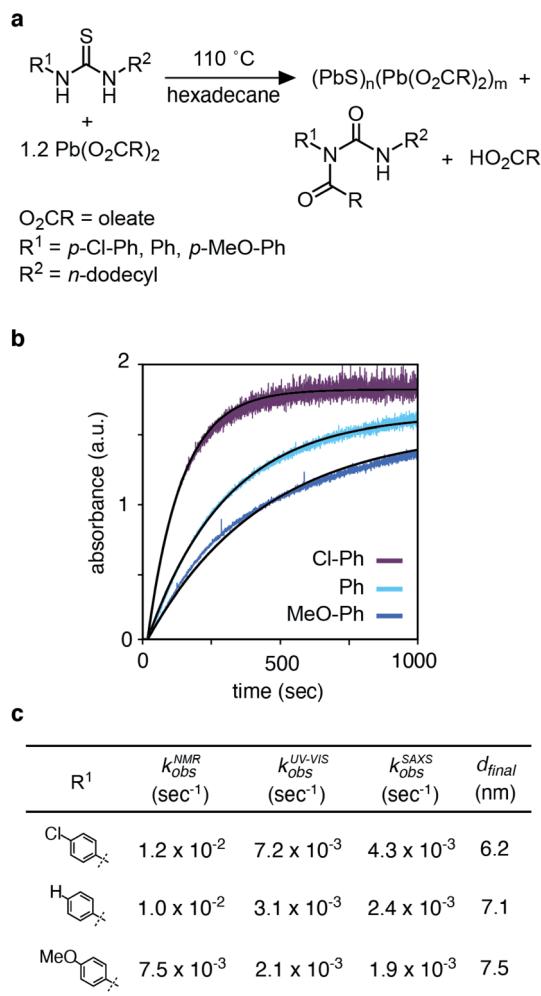 a
S
R1 N H N H R2
110 ˚C
hexadecane
(PbS)n(Pb(O2CR)2)m +
+
1.2 Pb(O2CR)2
O
R1 N N H R2
O R
+ HO2CR
O2CR = oleate
R1 = p-Cl-Ph, Ph, p-MeO-Ph
R2 = n-dodecyl
b
2
1
0
absorbance (a.u.)
Cl-Ph
Ph
MeO-Ph
0 500 1000
time (sec)
c
R1 kobsNMR (sec-1) kobsUV-VIS (sec-1) kobsSAXS (sec-1) dfinal (nm)
Cl 1.2 x 10-2 7.2 x 10-3 4.3 x 10-3 6.2
H 1.0 x 10-2 3.1 x 10-3 2.4 x 10-3 7.1
MeO 7.5 x 10-3 2.1 x 10-3 1.9 x 10-3 7.5